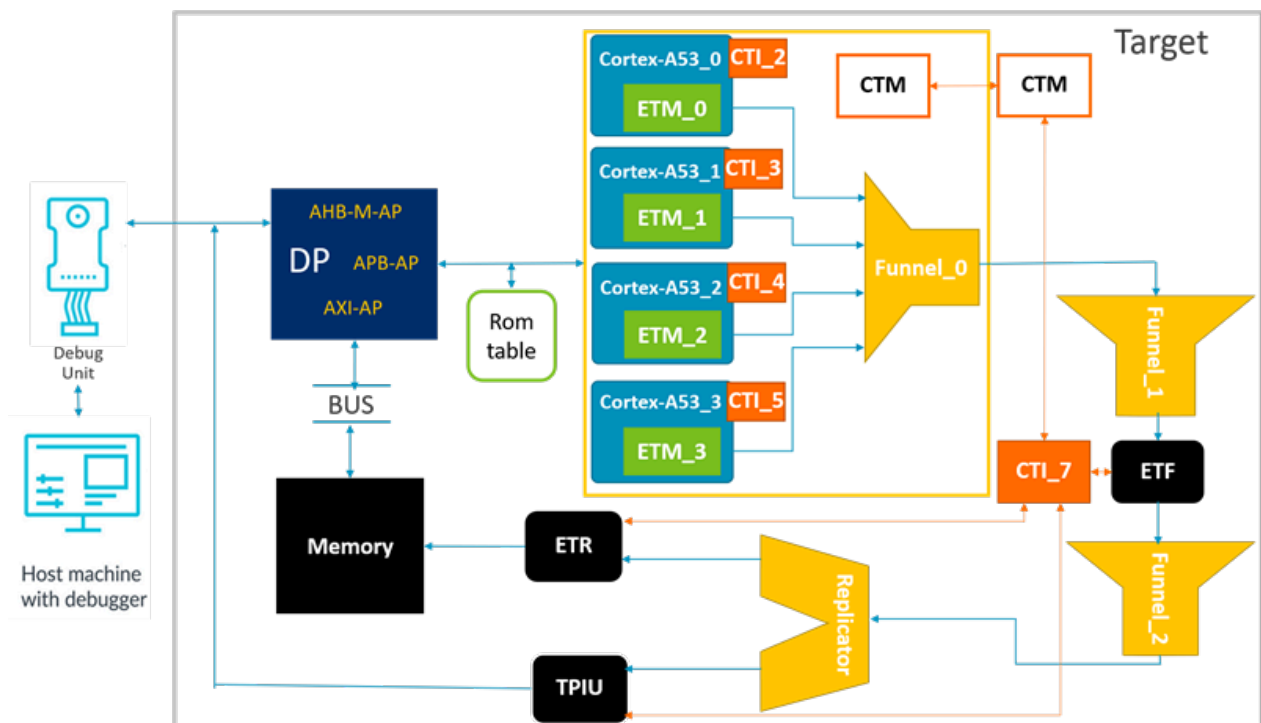 Target
Cortex-A53_0
CTI_2
ETM_0
CTM
CTM
Cortex-A53_1
CTI_3
ETM_1
AHB-M-AP
DP
APB-AP
AXI-AP
Funnel_0
Cortex-A53_2
CTI_4
ETM_2
Rom
table
Debug
Unit
Funnel_1
Cortex-A53_3
CTI_5
ETM_3
BUS
CTI_7
ETF
Memory
ETR
Host machine
with debugger
Replicator
Funnel_2
TPIU